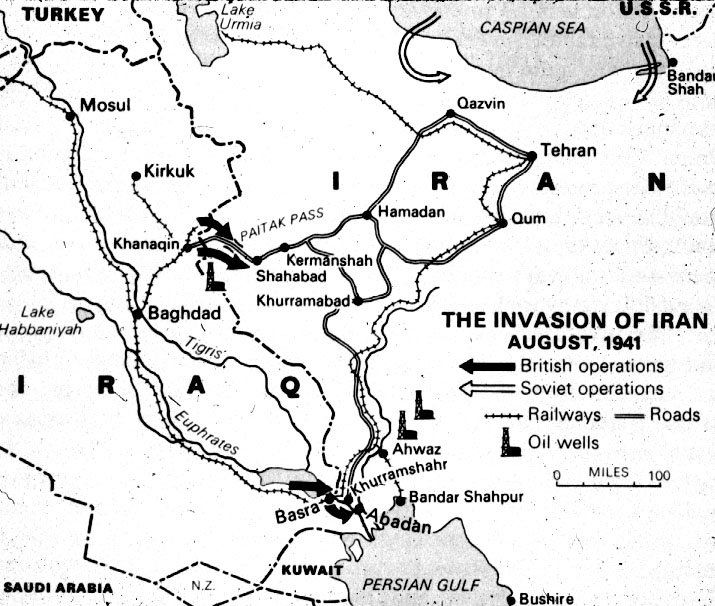 TURKEY
Lake
Urmia
CASPIAN SEA
U.S.S.R.
Bandar
Shah
Mosul
Qazvin
Tehran
Kirkuk
I R A N
PAITAK PASS
Hamadan
Qum
Khanaqin
Kermanshah
Shahabad
Khurramabad
Lake
Habbaniyah
Baghdad
Tigris
THE INVASION OF IRAN
AUGUST, 1941
British operations
Soviet operations
Railways
Roads
Oil wells
0 MILES 100
I R A Q
Euphrates
Ahwaz
Khurramshahr
Basra
Abadan
Bandar Shahpur
KUWAIT
SAUDI ARABIA
N.Z.
PERSIAN GULF
Bushire